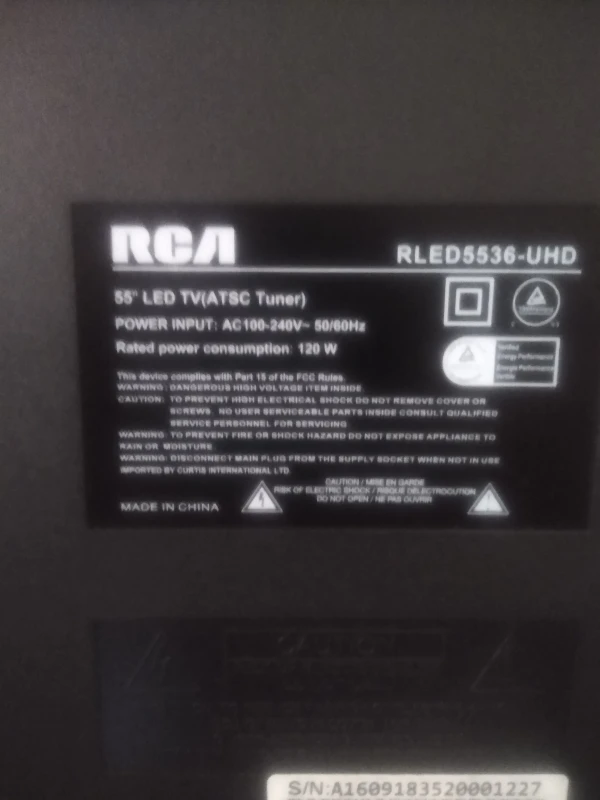 RCA
RLED5536-UHD
55" LED TV(ATSC Tuner)
POWER INPUT: AC100-240V~ 50/60Hz
Rated power consumption: 120 W
This device complies with Part 15 of the FCC Rules.
WARNING: DANGEROUS HIGH VOLTAGE ITEM INSIDE.
CAUTION: TO PREVENT HIGH ELECTRICAL SHOCK DO NOT REMOVE COVER OR
SCREWS. NO USER SERVICEABLE PARTS INSIDE CONSULT QUALIFIED
SERVICE PERSONNEL FOR SERVICING
WARNING: TO PREVENT FIRE OR SHOCK HAZARD DO NOT EXPOSE APPLIANCE TO
RAIN OR MOISTURE
WARNING: DISCONNECT MAIN PLUG FROM THE SUPPLY SOCKET WHEN NOT IN USE
IMPORTED BY CURTIS INTERNATIONAL LTD.
MADE IN CHINA
CAUTION / MISE EN GARDE
RISK OF ELECTRIC SHOCK / RISQUE DELECTROCUTION
DO NOT OPEN / NE PAS OUVRIR
Verified
Energy Performance
S/N:A1609183520001227